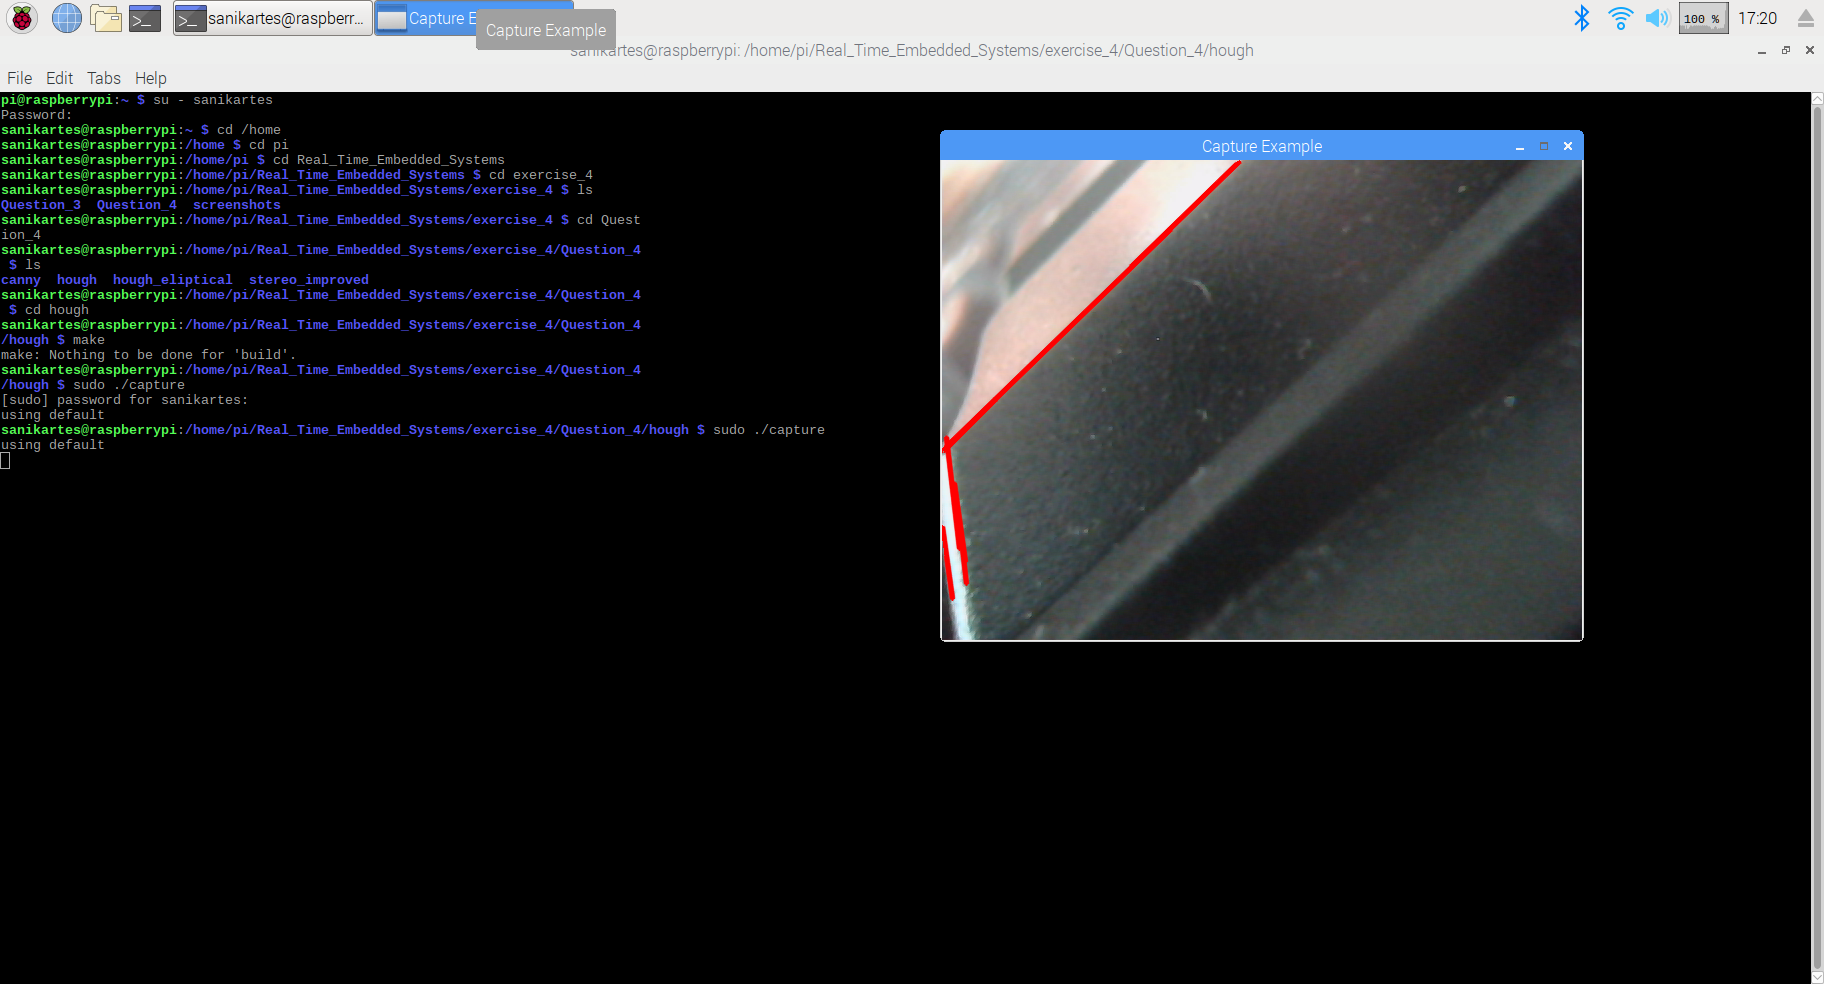 sanikartes@raspberr...
Capture E
Capture Example
100 %
17:20
sanikartes@raspberrypi: /home/pi/Real_Time_Embedded_Systems/exercise_4/Question_4/hough
File Edit Tabs Help
pi@raspberrypi:~ $ su - sanikartes
Password:
sanikartes@raspberrypi:~ $ cd /home
sanikartes@raspberrypi:/home $ cd pi
sanikartes@raspberrypi:/home/pi $ cd Real_Time_Embedded_Systems
sanikartes@raspberrypi:/home/pi/Real_Time_Embedded_Systems $ cd exercise_4
sanikartes@raspberrypi:/home/pi/Real_Time_Embedded_Systems/exercise_4 $ ls
Question_3  Question_4  screenshots
sanikartes@raspberrypi:/home/pi/Real_Time_Embedded_Systems/exercise_4 $ cd Quest
ion_4
sanikartes@raspberrypi:/home/pi/Real_Time_Embedded_Systems/exercise_4/Question_4
 $ ls
canny  hough  hough_eliptical  stereo_improved
sanikartes@raspberrypi:/home/pi/Real_Time_Embedded_Systems/exercise_4/Question_4
 $ cd hough
sanikartes@raspberrypi:/home/pi/Real_Time_Embedded_Systems/exercise_4/Question_4
/hough $ make
make: Nothing to be done for 'build'.
sanikartes@raspberrypi:/home/pi/Real_Time_Embedded_Systems/exercise_4/Question_4
/hough $ sudo ./capture
[sudo] password for sanikartes:
using default
sanikartes@raspberrypi:/home/pi/Real_Time_Embedded_Systems/exercise_4/Question_4/hough $ sudo ./capture
using default
Capture Example